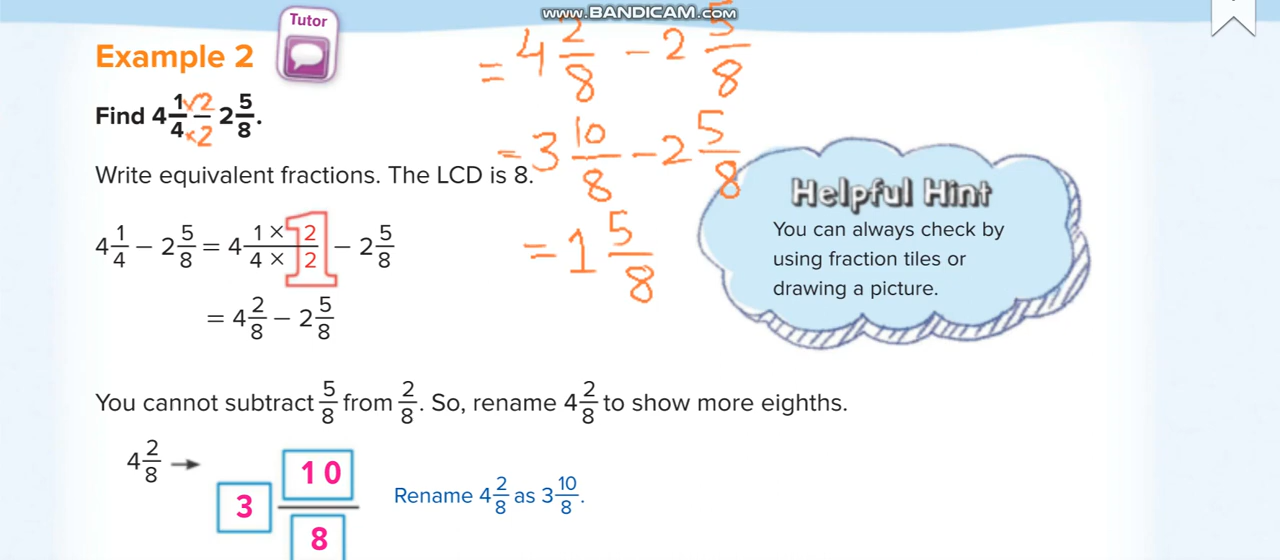 www.BANDICAM.com
Tutor
Example 2
= 4 2/8 − 2 5/8
Find 4 1/4 − 2 5/8.
×2
×2
= 3 10/8 − 2 5/8
Write equivalent fractions. The LCD is 8.
= 1 5/8
4 1/4 − 2 5/8 = 4 1 × 2/4 × 2 − 2 5/8
= 4 2/8 − 2 5/8
Helpful Hint
You can always check by
using fraction tiles or
drawing a picture.
You cannot subtract 5/8 from 2/8. So, rename 4 2/8 to show more eighths.
4 2/8 → 3 10/8
Rename 4 2/8 as 3 10/8.